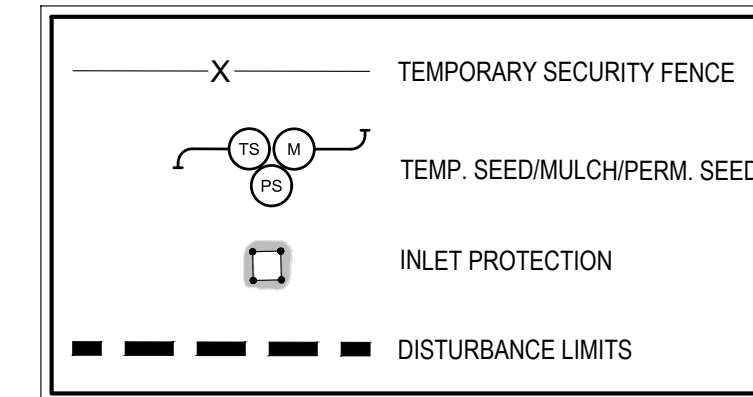 X TEMPORARY SECURITY FENCE
TS M
PS
TEMP. SEED/MULCH/PERM. SEED
INLET PROTECTION
DISTURBANCE LIMITS